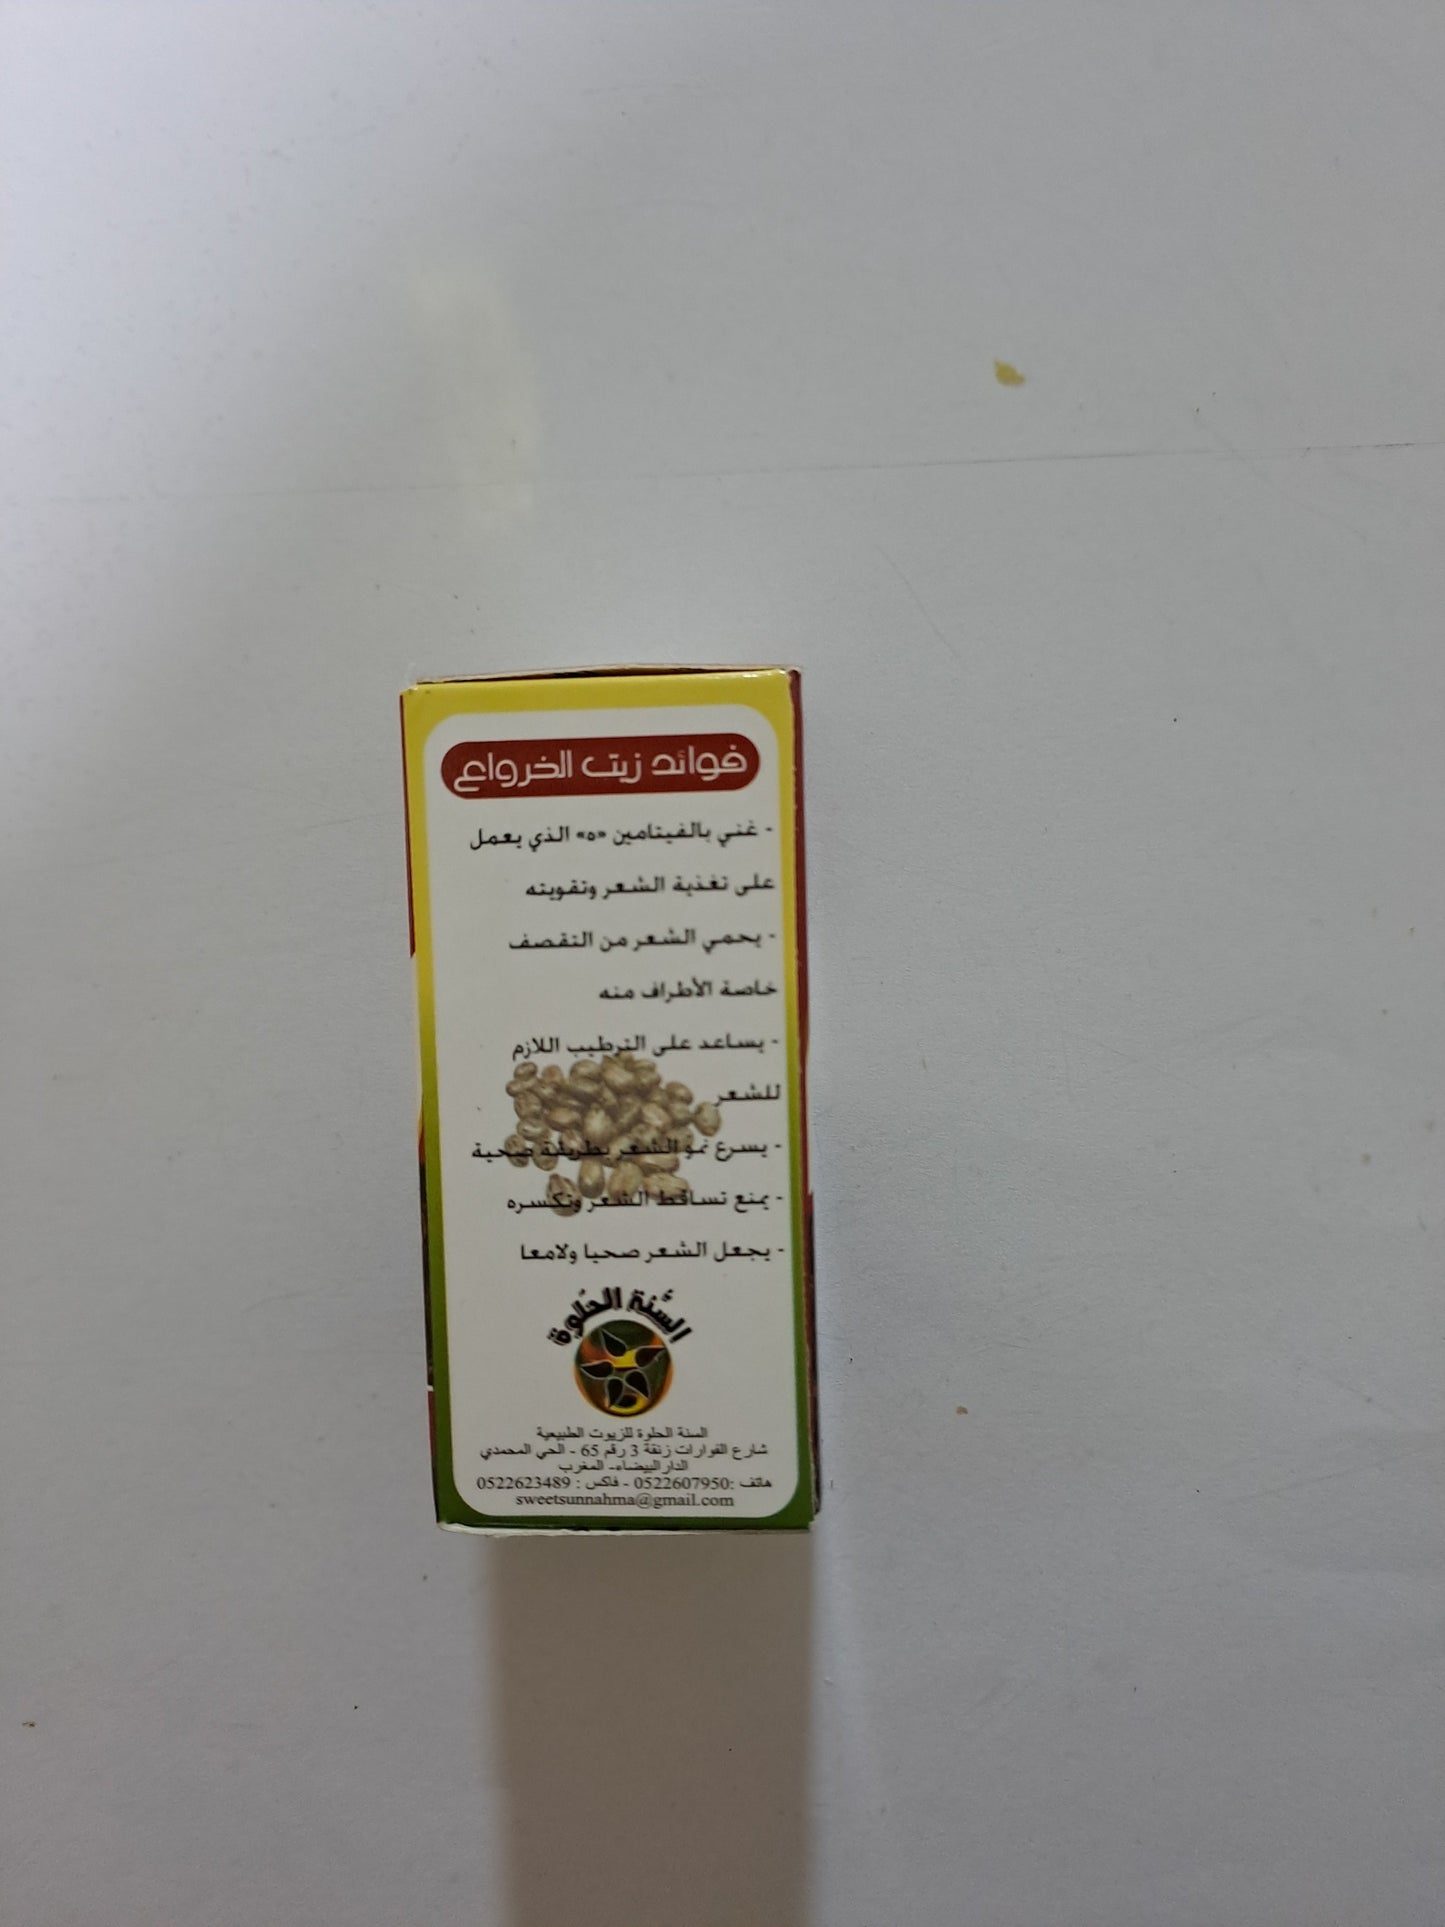 فوائد زيت الخرواع
- غني بالفيتامين «ه» الذي يعمل
على تغذية الشعر وتقويته
- يحمي الشعر من التقصف
خاصة الأطراف منه
- يساعد على الترطيب اللازم
للشعر
- يسرع نمو الشعر بطريقة صحية
- يمنع تساقط الشعر وتكسره
- يجعل الشعر صحيا ولامعا
السنة الحلوة
السنة الحلوة للزيوت الطبيعية
شارع الفوارات زنقة 3 رقم 65 - الحي المحمدي
الدار البيضاء- المغرب
هاتف :0522607950 - فاكس : 0522623489
sweetsunnahma@gmail.com